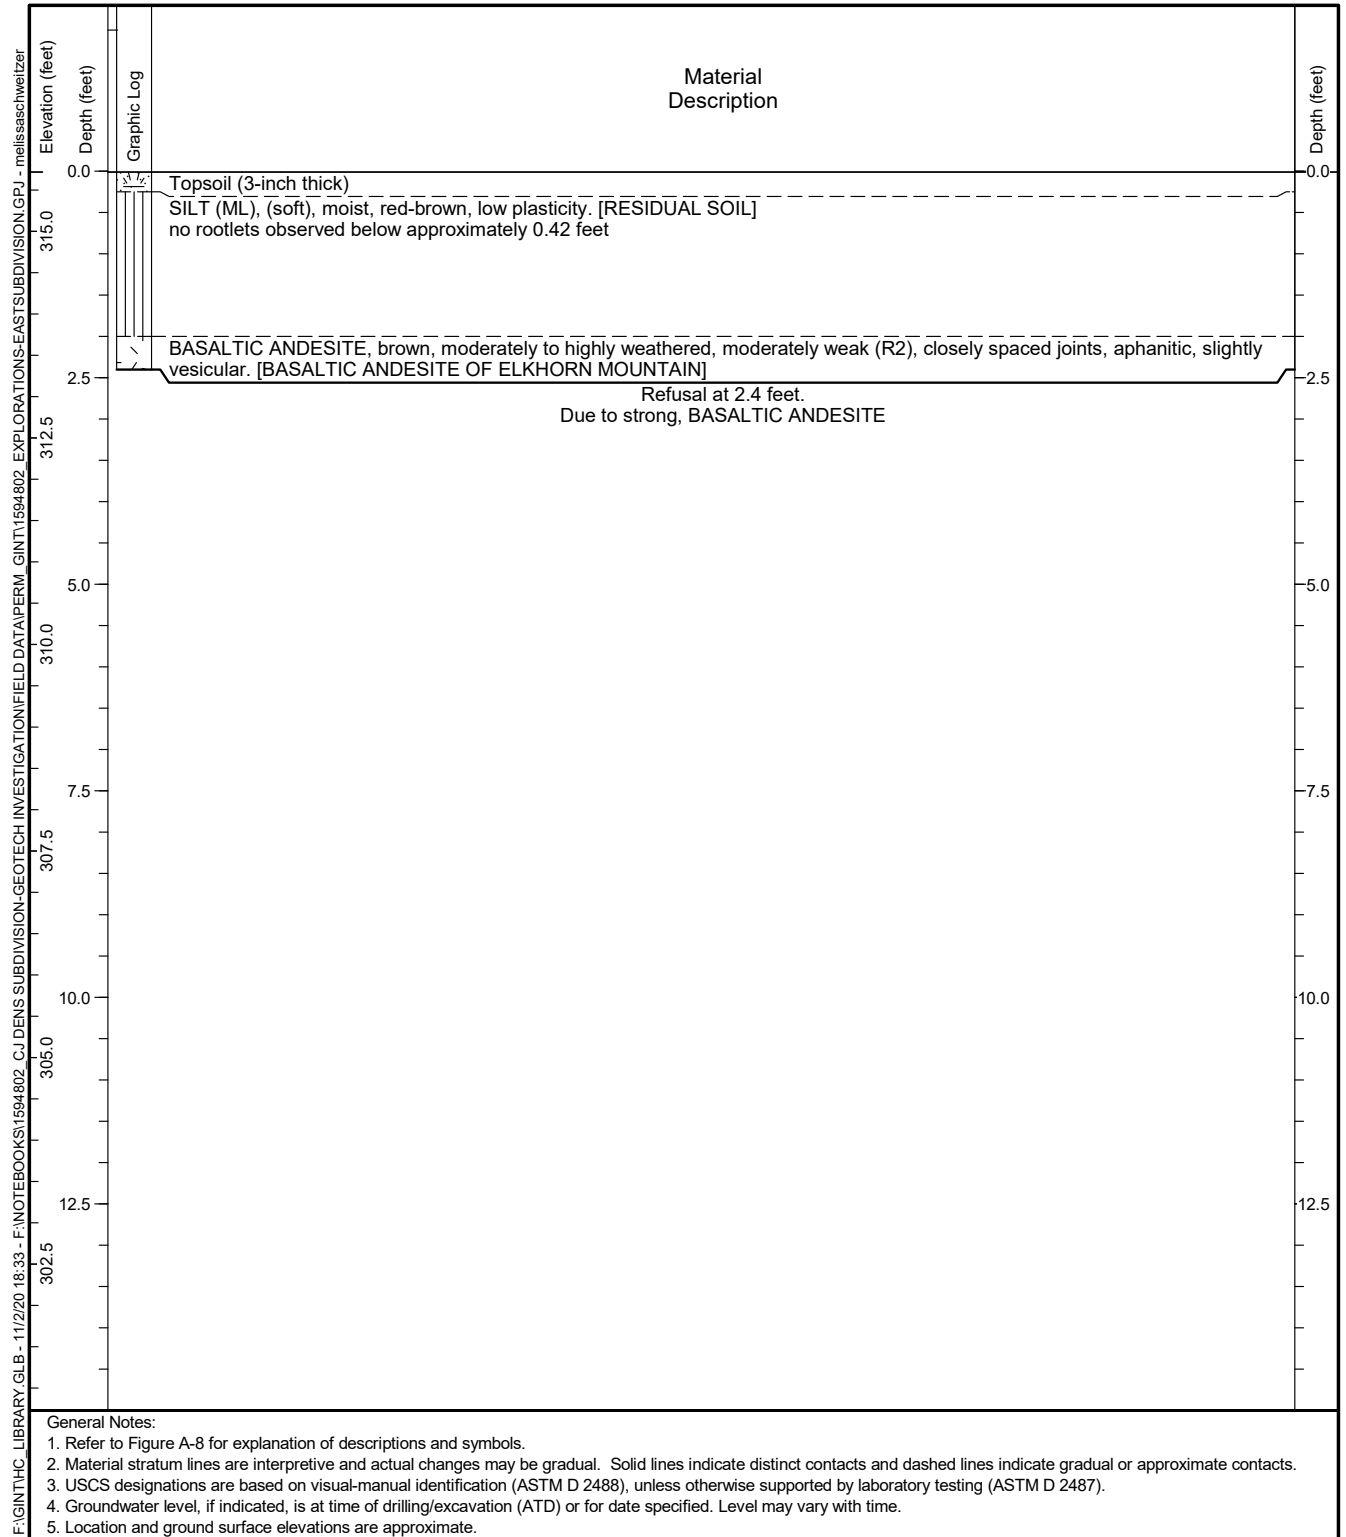 F:\GINT\HC_LIBRARY.GLB - 11/2/20 18:33 - F:\NOTEBOOKS\1594802_CJ DENS SUBDIVISION-GEOTECH INVESTIGATION\FIELD DATA\PERM_GINT\1594802_EXPLORATIONS-EASTSUBDIVISION.GPJ - melissaschweitzer
Elevation (feet)
Depth (feet)
Graphic Log
Material
Description
Depth (feet)
0.0
0.0
Topsoil (3-inch thick)
SILT (ML), (soft), moist, red-brown, low plasticity. [RESIDUAL SOIL]
no rootlets observed below approximately 0.42 feet
315.0
BASALTIC ANDESITE, brown, moderately to highly weathered, moderately weak (R2), closely spaced joints, aphanitic, slightly
vesicular. [BASALTIC ANDESITE OF ELKHORN MOUNTAIN]
2.5
2.5
Refusal at 2.4 feet.
Due to strong, BASALTIC ANDESITE
312.5
5.0
5.0
310.0
7.5
7.5
307.5
10.0
10.0
305.0
12.5
12.5
302.5
General Notes:
1. Refer to Figure A-8 for explanation of descriptions and symbols.
2. Material stratum lines are interpretive and actual changes may be gradual. Solid lines indicate distinct contacts and dashed lines indicate gradual or approximate contacts.
3. USCS designations are based on visual-manual identification (ASTM D 2488), unless otherwise supported by laboratory testing (ASTM D 2487).
4. Groundwater level, if indicated, is at time of drilling/excavation (ATD) or for date specified. Level may vary with time.
5. Location and ground surface elevations are approximate.